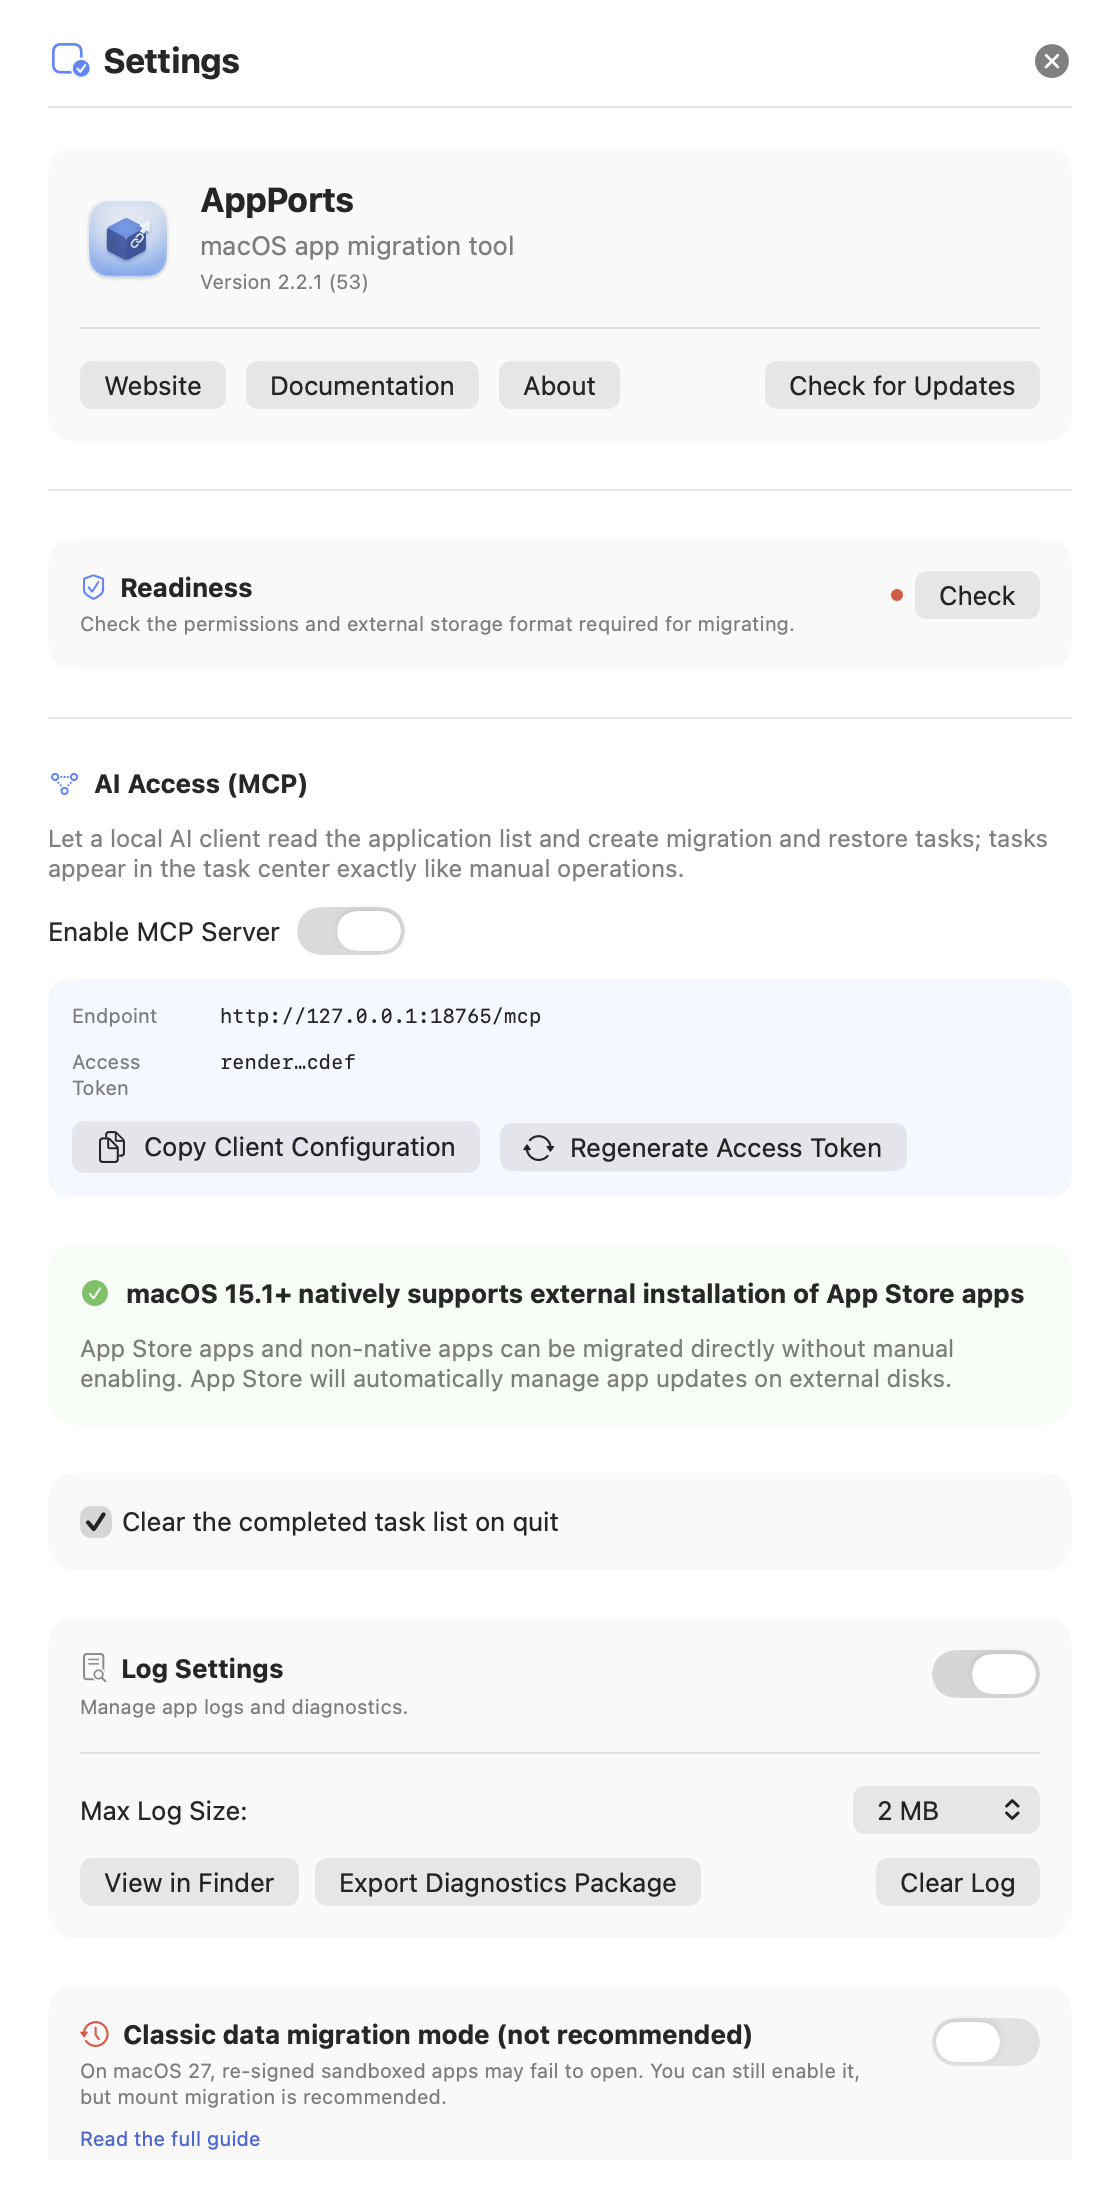 Settings
AppPorts
macOS app migration tool
Version 2.2.1 (53)
Website
Documentation
About
Check for Updates
Readiness
Check
Check the permissions and external storage format required for migrating.
AI Access (MCP)
Let a local AI client read the application list and create migration and restore tasks; tasks
appear in the task center exactly like manual operations.
Enable MCP Server
Endpoint http://127.0.0.1:18765/mcp
Access render…cdef
Token
Copy Client Configuration
Regenerate Access Token
macOS 15.1+ natively supports external installation of App Store apps
App Store apps and non-native apps can be migrated directly without manual
enabling. App Store will automatically manage app updates on external disks.
Clear the completed task list on quit
Log Settings
Manage app logs and diagnostics.
Max Log Size:
2 MB
View in Finder
Export Diagnostics Package
Clear Log
Classic data migration mode (not recommended)
On macOS 27, re-signed sandboxed apps may fail to open. You can still enable it,
but mount migration is recommended.
Read the full guide